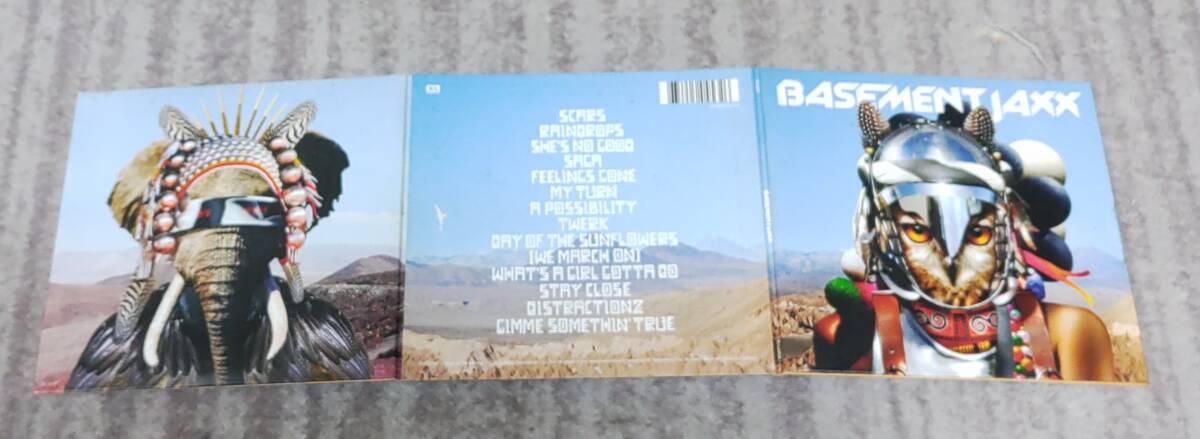 SCARS
RAINDROPS
SHE'S NO GOOD
SAGA
FEELINGS GONE
MY TURN
A POSSIBILITY
TWERK
DAY OF THE SUNFLOWERS
(WE MARCH ON)
WHAT'S A GIRL GOTTA DO
STAY CLOSE
DISTRACTIONZ
GIMME SOMETHIN' TRUE
BASEMENT JAXX